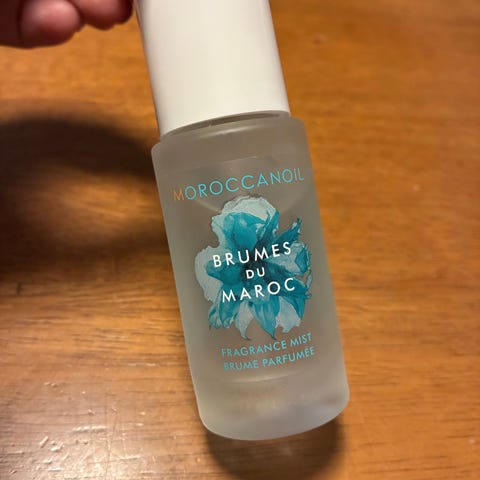 MOROCCANOIL
BRUMES
DU
MAROC
FRAGRANCE MIST
BRUME PARFUMÉE